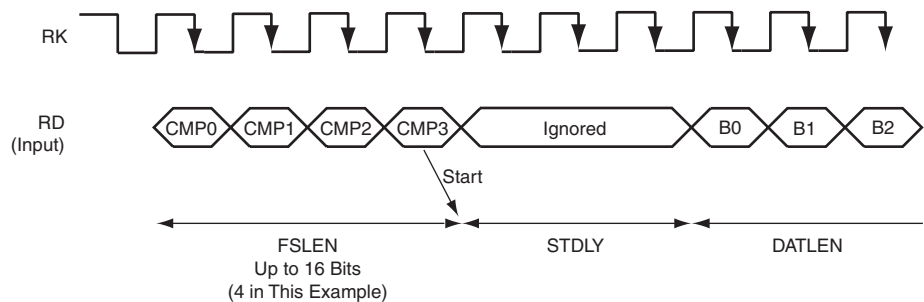 RK
RD
(Input)
CMP0 CMP1 CMP2 CMP3 Ignored B0 B1 B2
Start
FSLEN
Up to 16 Bits
(4 in This Example)
STDLY
DATLEN